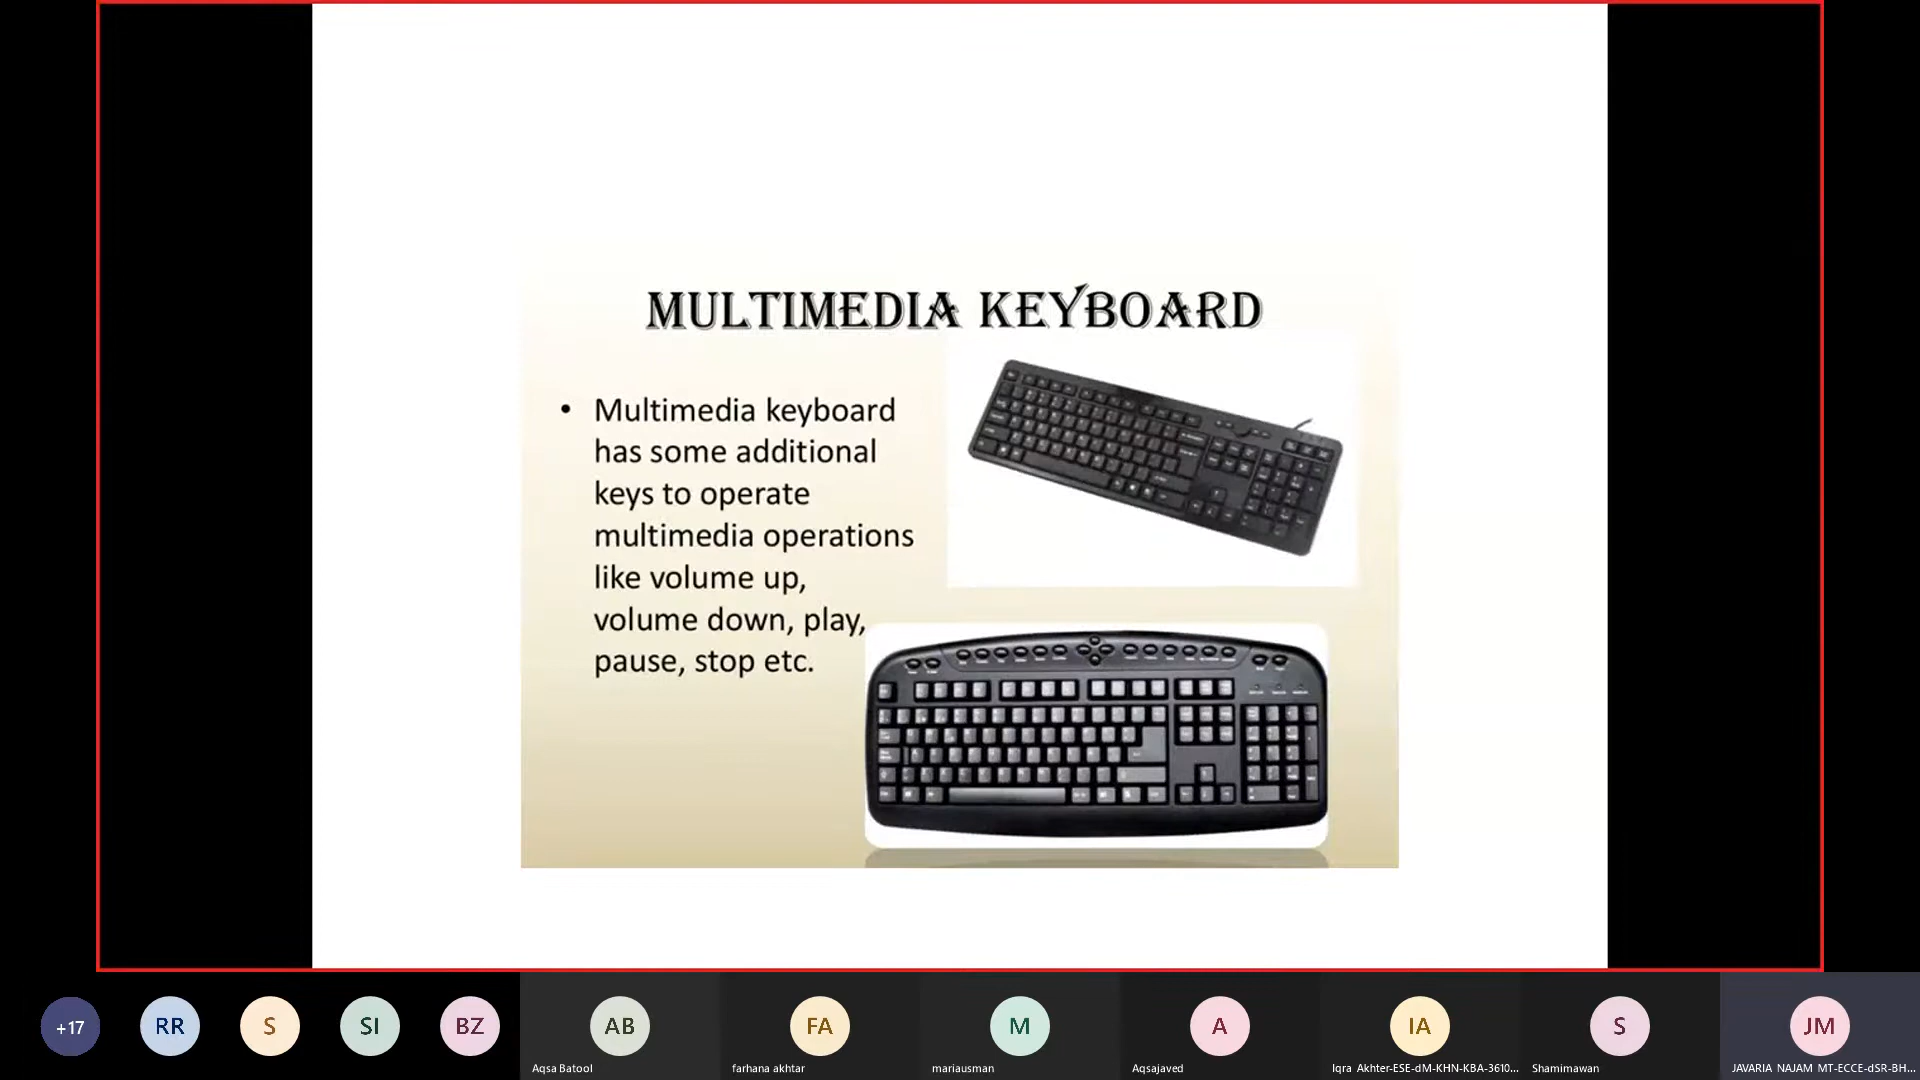 MULTIMEDIA KEYBOARD
• Multimedia keyboard
has some additional
keys to operate
multimedia operations
like volume up,
volume down, play,
pause, stop etc.
+17
RR
S
SI
BZ
AB
FA
M
A
IA
S
JM
Aqsa Batool
farhana akhtar
mariausman
Aqsajaved
Iqra Akhter-ESE-dM-KHN-KBA-3610...
Shamimawan
JAVARIA NAJAM MT-ECCE-dSR-BH...